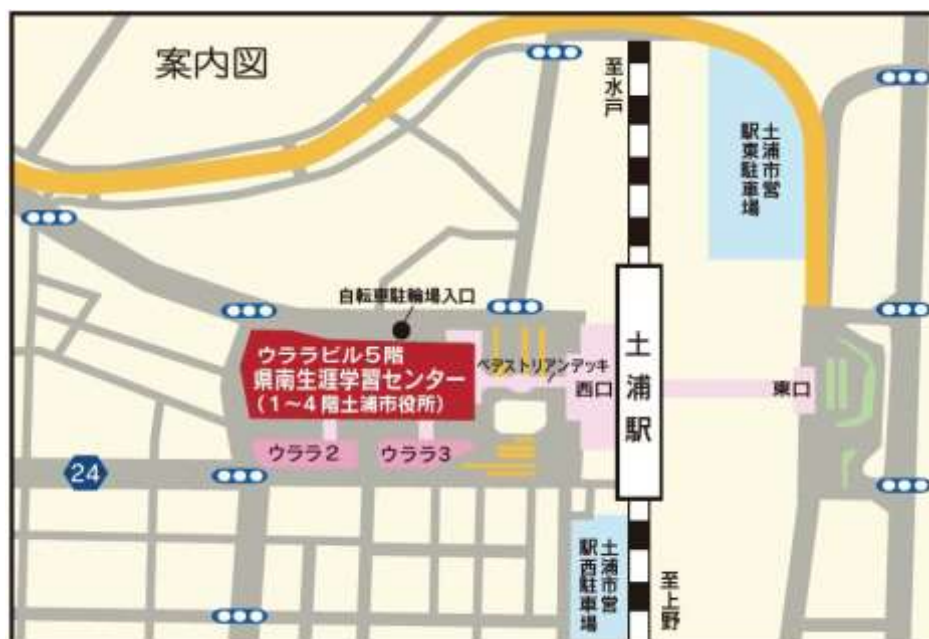 案内図
至水戸
土浦市営
駅東駐車場
自転車駐輪場入口
ウララビル5階
県南生涯学習センター
(1〜4階土浦市役所)
ペデストリアンデッキ
西口
土浦駅
東口
ウララ2
ウララ3
24
土浦市営
駅西駐車場
至上野